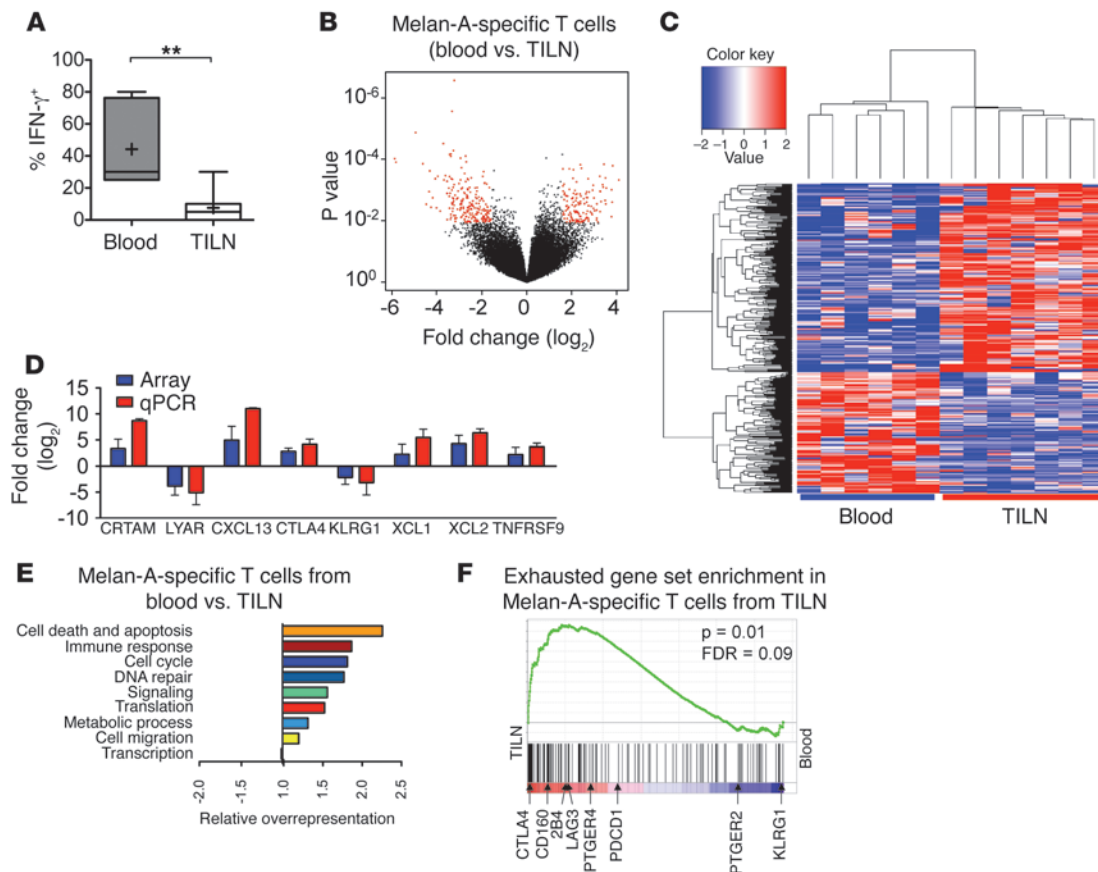 A
**
% IFN-γ+
100
80
60
40
20
0
Blood
TILN
B
Melan-A-specific T cells
(blood vs. TILN)
P value
10-6
10-4
10-2
100
-6
-4
-2
0
2
4
Fold change (log2)
C
Color key
-2 -1 0 1 2
Value
Blood
TILN
D
Array
qPCR
Fold change
(log2)
15
10
5
0
-5
-10
CRTAM LYAR CXCL13 CTLA4 KLRG1 XCL1 XCL2 TNFRSF9
E
Melan-A-specific T cells from
blood vs. TILN
Cell death and apoptosis
Immune response
Cell cycle
DNA repair
Signaling
Translation
Metabolic process
Cell migration
Transcription
-2.0
-1.5
1.0
1.5
2.0
2.5
Relative overrepresentation
F
Exhausted gene set enrichment in
Melan-A-specific T cells from TILN
p = 0.01
FDR = 0.09
TILN
Blood
CTLA4
CD160
2B4
LAG3
PTGER4
PDCD1
PTGER2
KLRG1